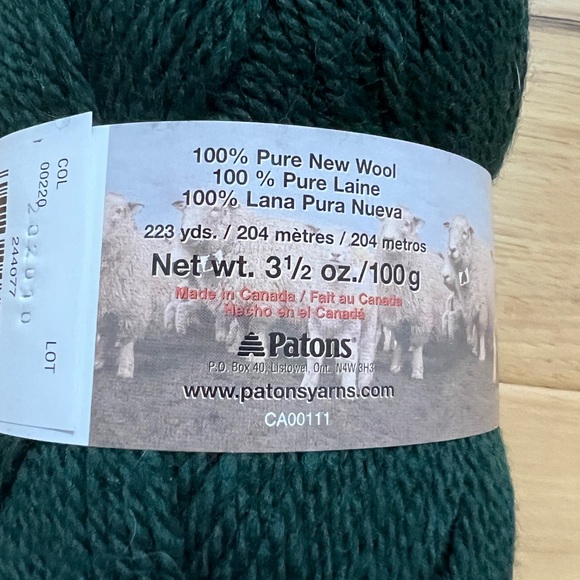 100% Pure New Wool
100 % Pure Laine
100% Lana Pura Nueva
223 yds. / 204 mètres / 204 metros
Net wt. 3½ oz./100g
Made in Canada / Fait au Canada
Hecho en el Canadá
Patons®
P.O. Box 40, Listowel, Ont. N4W 3H3
www.patonsyarns.com
CA00111
COL
00220
LOT
244077